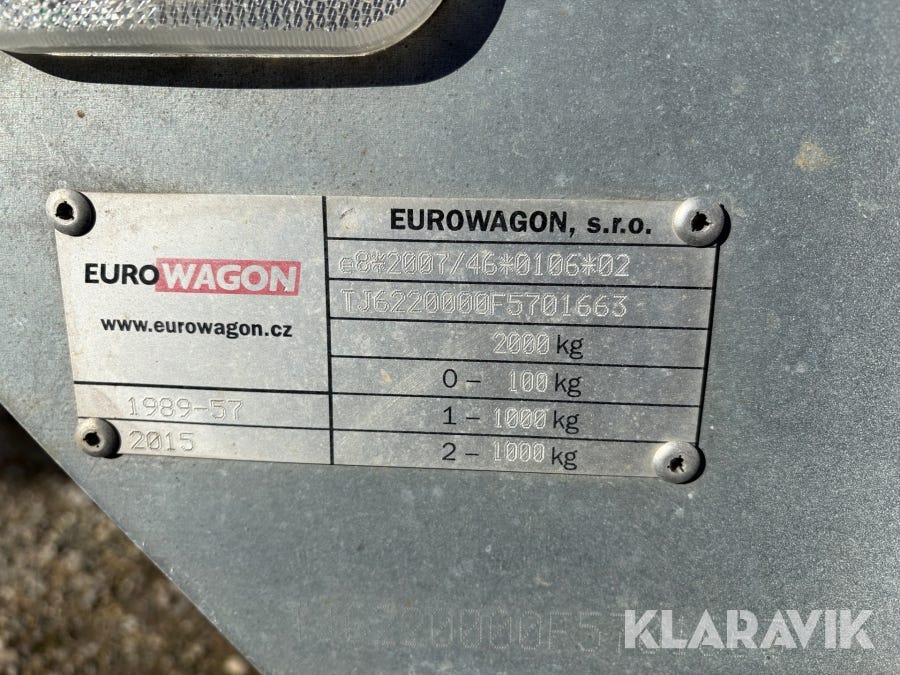 EUROWAGON
www.eurowagon.cz
1989-57
2015
EUROWAGON, s.r.o.
e8*2007/46*0106*02
TJ6220000F5701663
2000 kg
0 - 100 kg
1 - 1000 kg
2 - 1000 kg
KLARAVIK